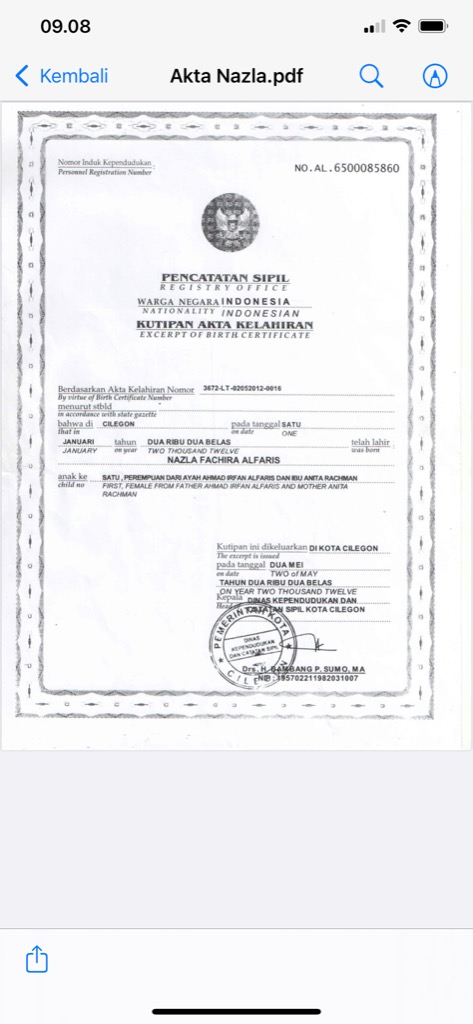 09.08
Kembali
Akta Nazla.pdf
Nomor Induk Kependudukan :
Personnel Registration Number
NO.AL.6500085860
PENCATATAN SIPIL
REGISTRY OFFICE
WARGA NEGARA INDONESIA
NATIONALITY INDONESIAN
KUTIPAN AKTA KELAHIRAN
EXCERPT OF BIRTH CERTIFICATE
Berdasarkan Akta Kelahiran Nomor 3672-LT-02052012-0016
By virtue of Birth Certificate Number
menurut stbld
in accordance with state gazette
bahwa di CILEGON pada tanggal SATU
that in on date ONE
JANUARI tahun DUA RIBU DUA BELAS telah lahir :
JANUARY on year TWO THOUSAND TWELVE was born
NAZLA FACHIRA ALFARIS
anak ke SATU , PEREMPUAN DARI AYAH AHMAD IRFAN ALFARIS DAN IBU ANITA RACHMAN
child no FIRST, FEMALE FROM FATHER AHMAD IRFAN ALFARIS AND MOTHER ANITA
RACHMAN
Kutipan ini dikeluarkan DI KOTA CILEGON
The excerpt is issued
pada tanggal DUA MEI
on date TWO of MAY
TAHUN DUA RIBU DUA BELAS
ON YEAR TWO THOUSAND TWELVE
Kepala DINAS KEPENDUDUKAN DAN
CATATAN SIPIL KOTA CILEGON
PEMERINTAH KOTA
DINAS
KEPENDUDUKAN
DAN CATATAN SIPIL
Drs. H. BAMBANG P. SUMO, MA
NIP : 195702211982031007